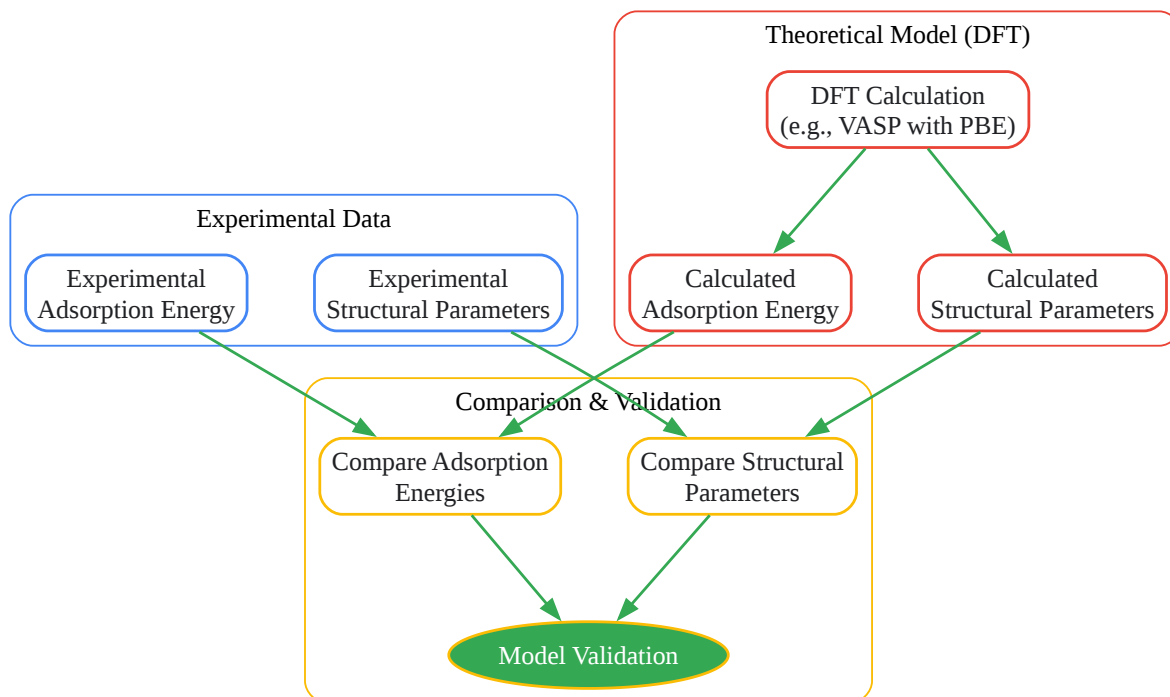 Theoretical Model (DFT)
DFT Calculation
(e.g., VASP with PBE)
Experimental Data
Experimental
Adsorption Energy
Experimental
Structural Parameters
Calculated
Adsorption Energy
Calculated
Structural Parameters
Comparison & Validation
Compare Adsorption
Energies
Compare Structural
Parameters
Model Validation